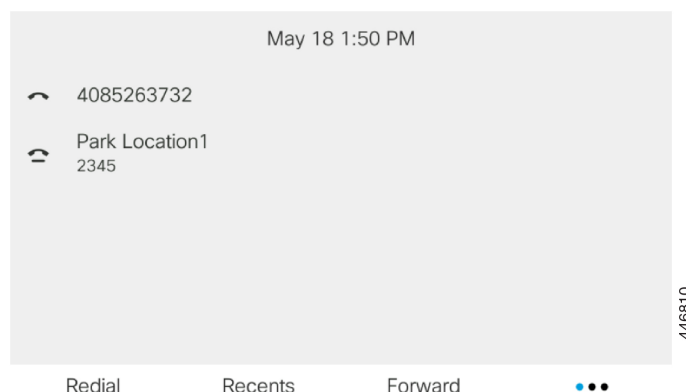 May 18 1:50 PM
4085263732
Park Location1
2345
446810
Redial Recents Forward